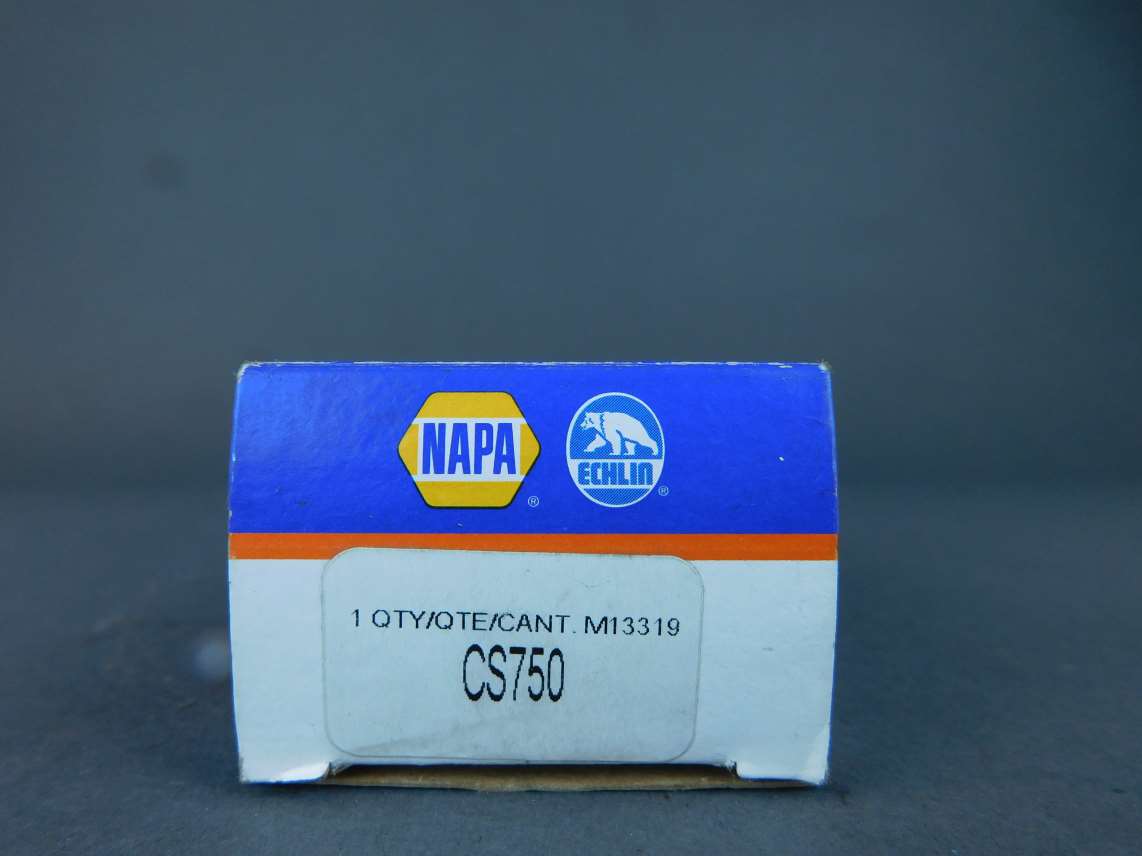 NAPA ®
ECHLIN ®
1 QTY/QTE/CANT. M13319
CS750